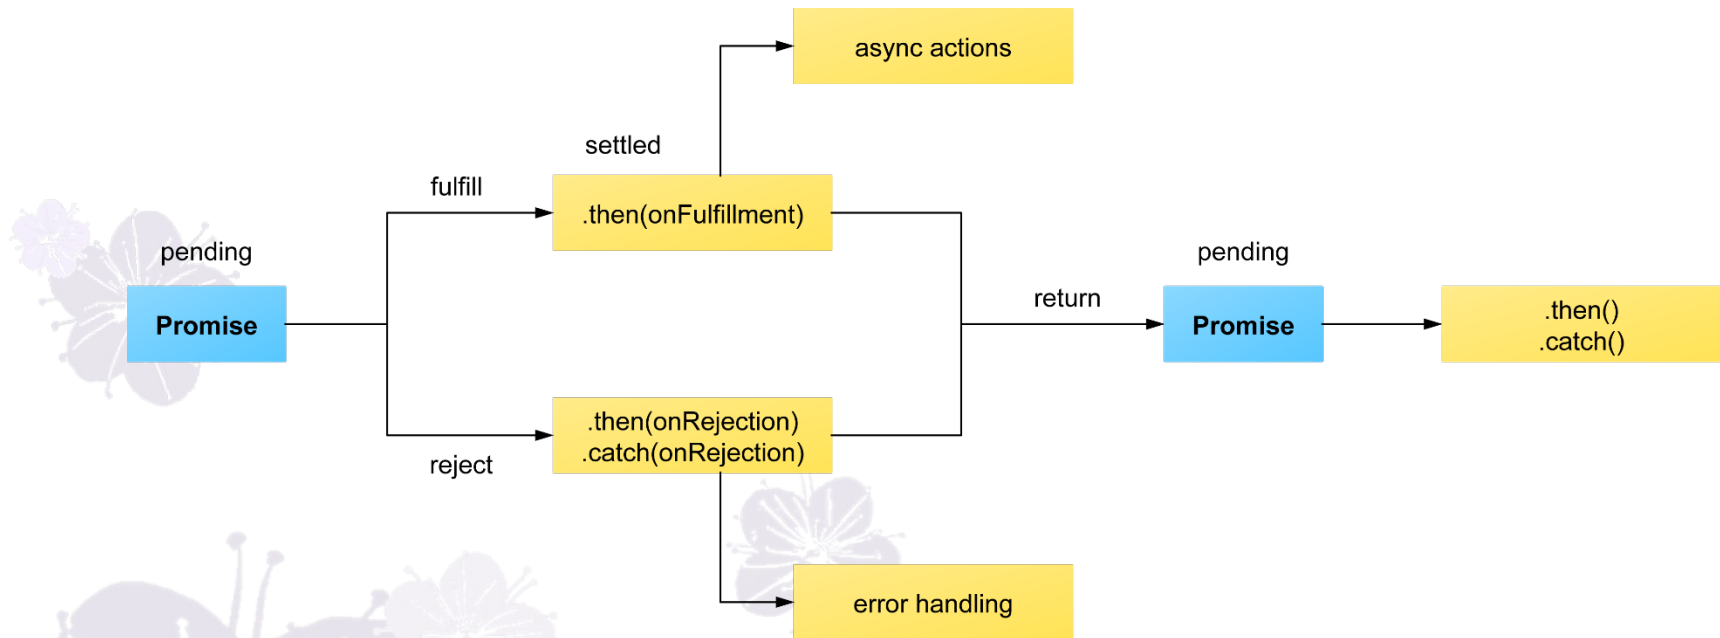 async actions
settled
fulfill
.then(onFulfillment)
pending
Promise
return
pending
Promise
.then()
.catch()
.then(onRejection)
.catch(onRejection)
reject
error handling